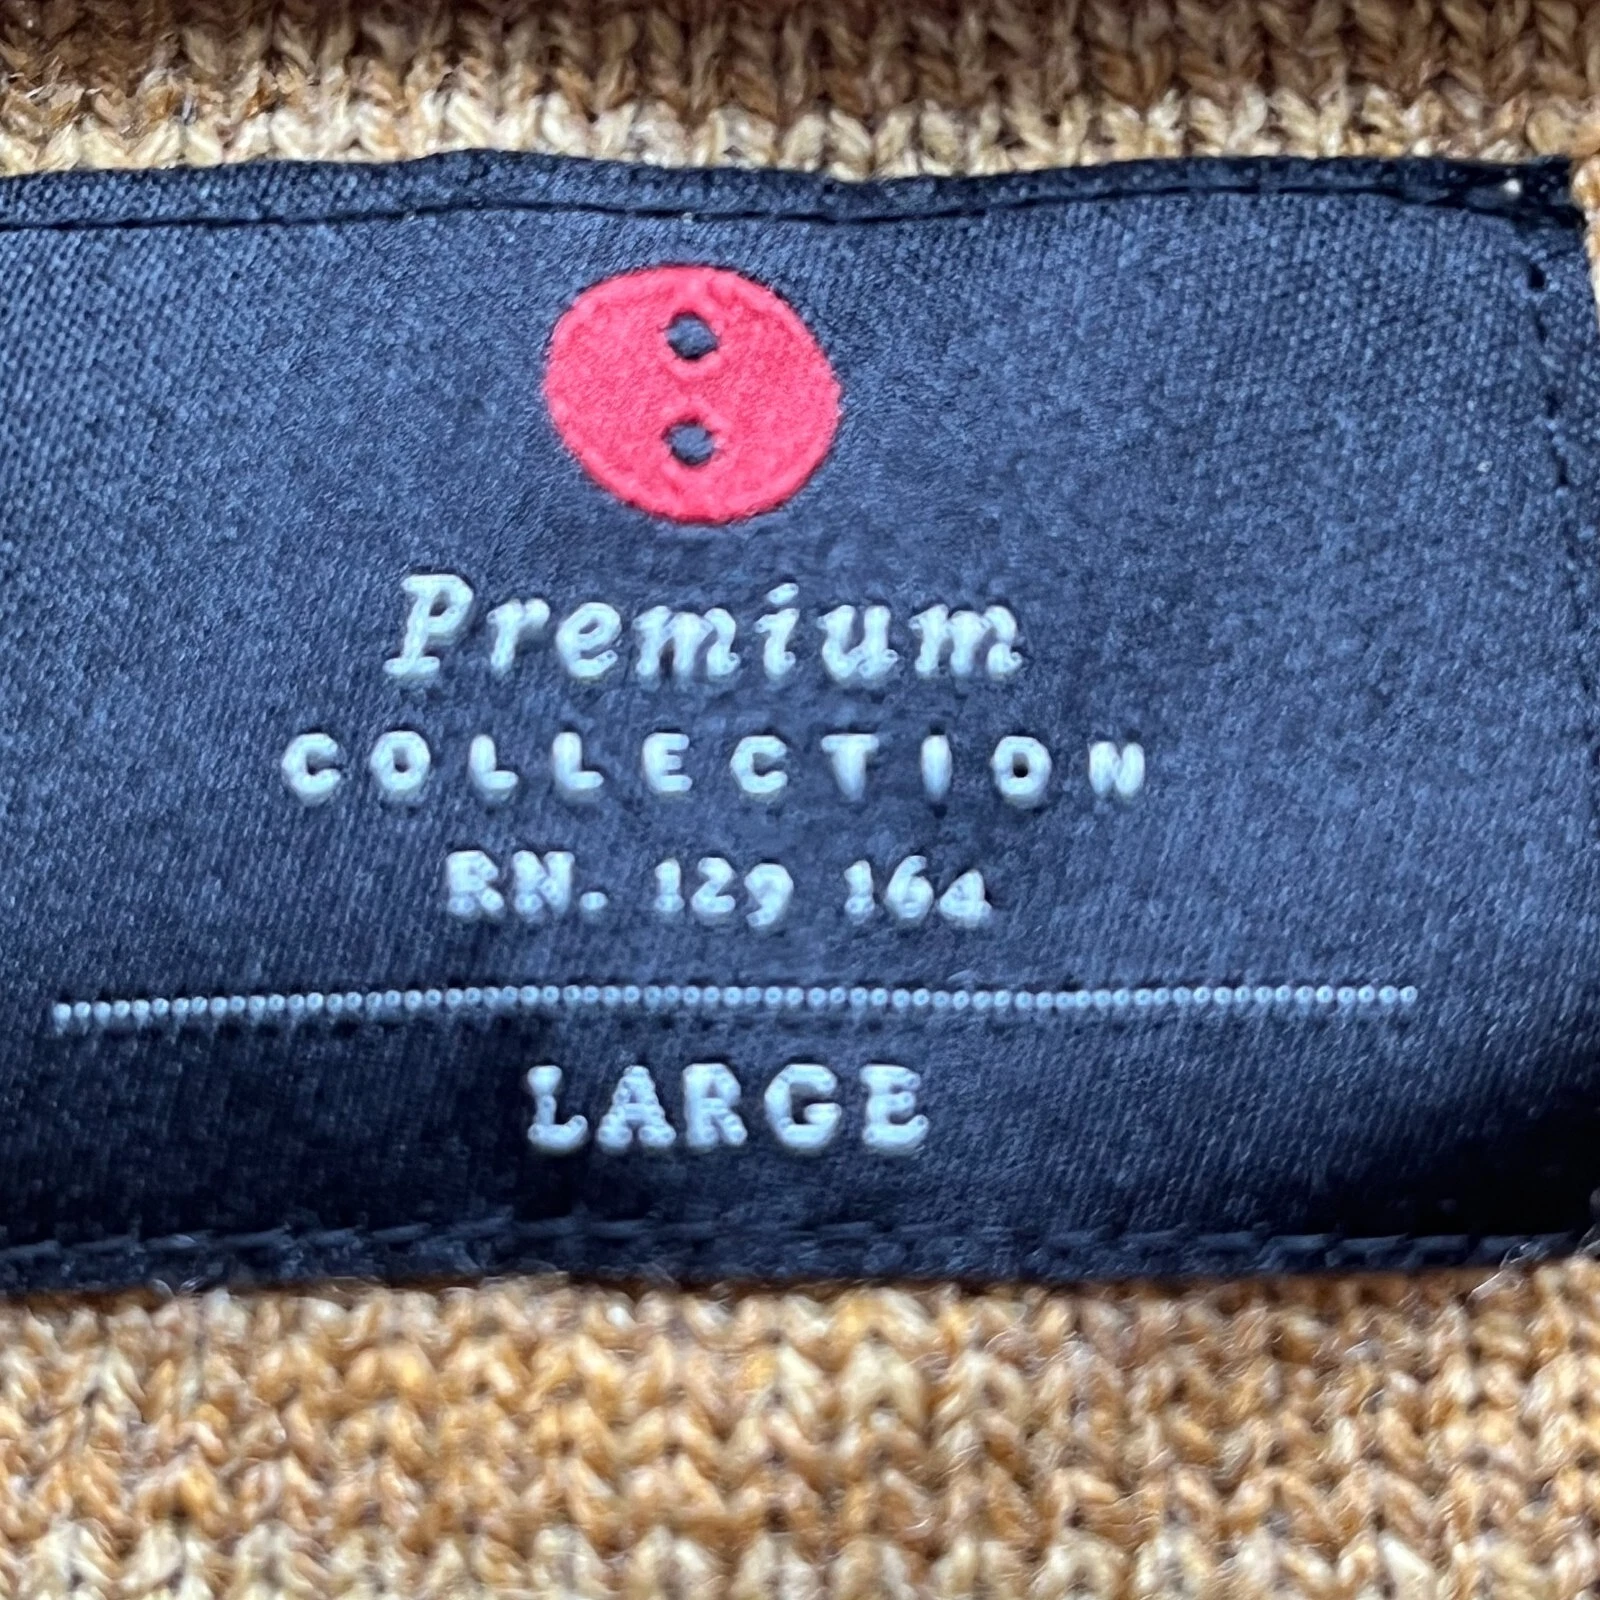 Premium
COLLECTION
RN. 129 164
LARGE